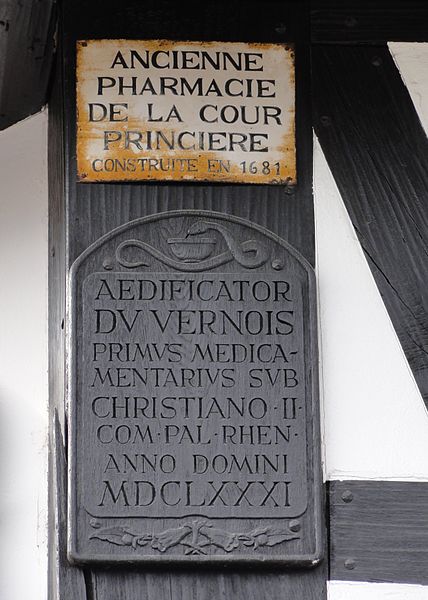 ANCIENNE
PHARMACIE
DE LA COUR
PRINCIERE
CONSTRUITE EN 1681
AEDIFICATOR
DV VERNOIS
PRIMVS MEDICA-
MENTARIVS SVB
CHRISTIANO·II·
COM·PAL·RHEN·
ANNO DOMINI
MDCLXXXI